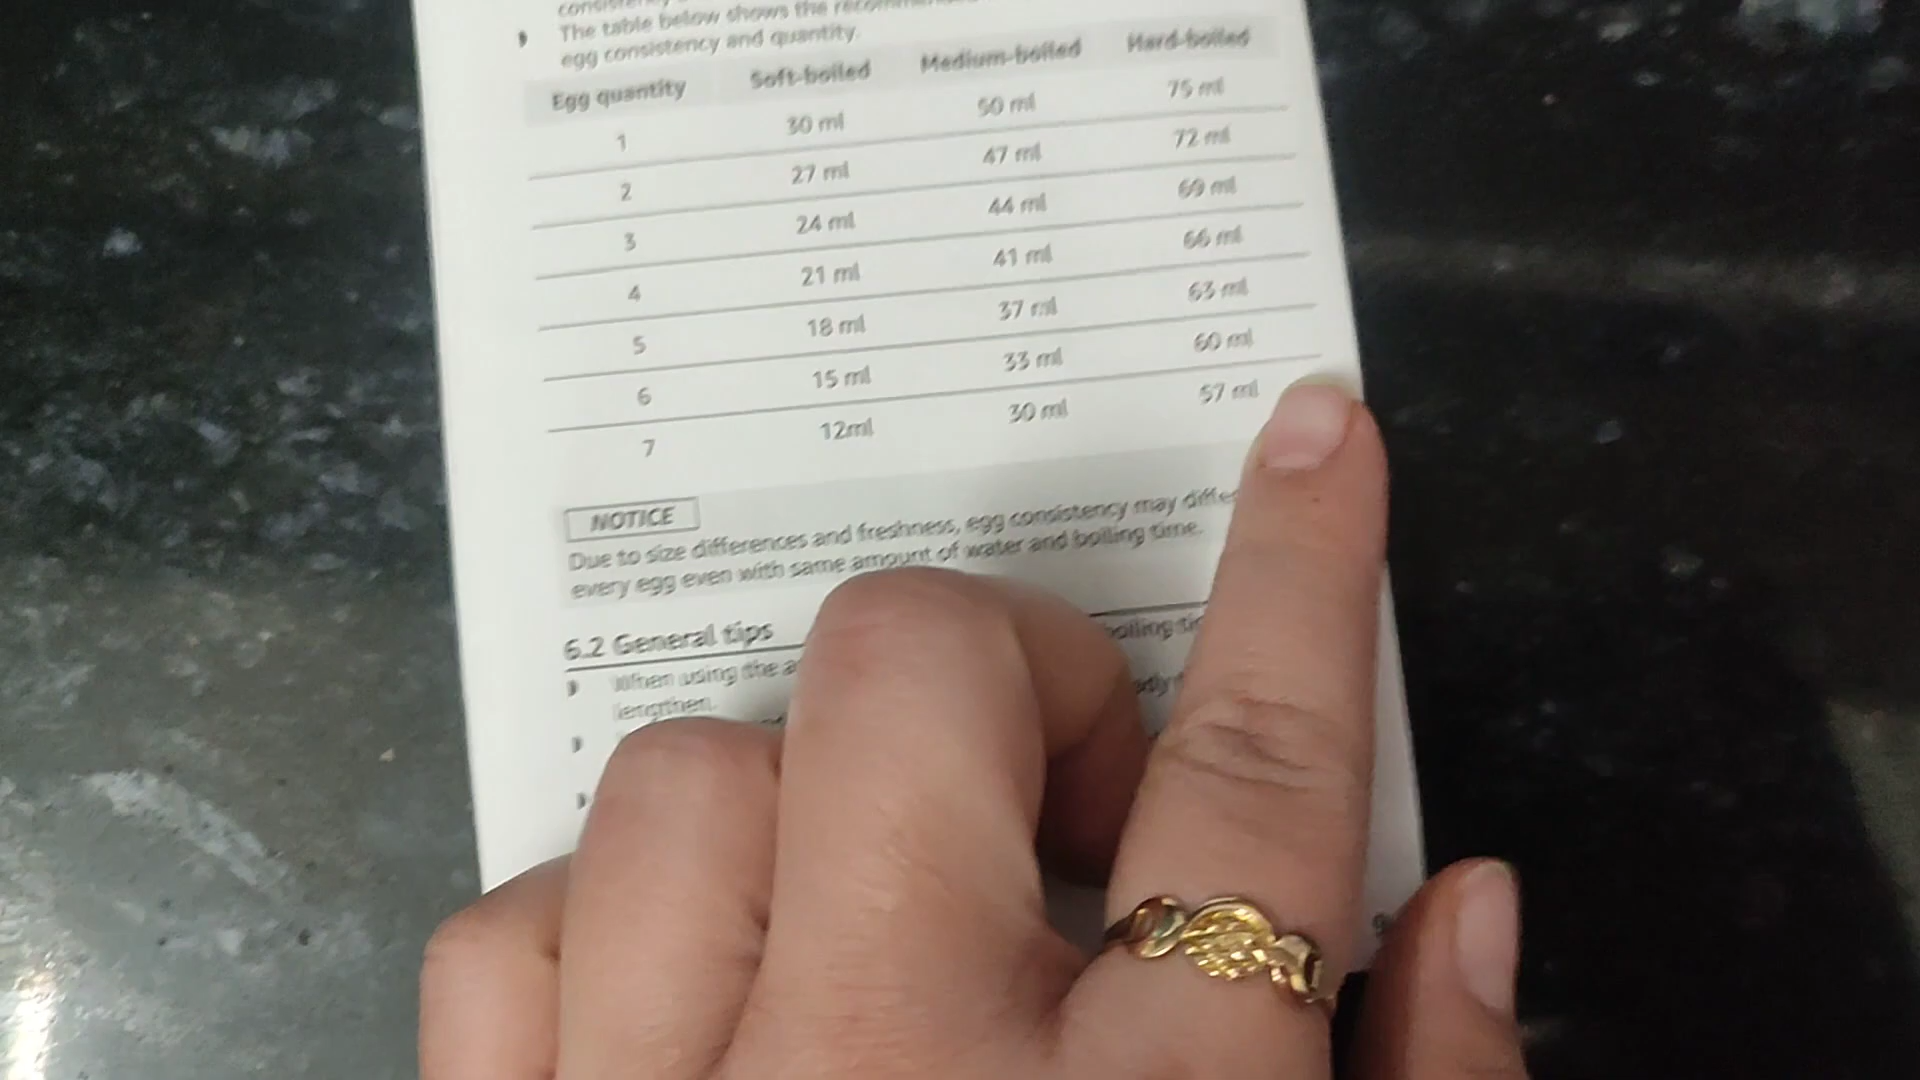 consistency
The table below shows the recommended
egg consistency and quantity.
Egg quantity Soft-boiled Medium-boiled Hard-boiled
1 30 ml 50 ml 75 ml
2 27 ml 47 ml 72 ml
3 24 ml 44 ml 69 ml
4 21 ml 41 ml 66 ml
5 18 ml 37 ml 63 ml
6 15 ml 33 ml 60 ml
7 12ml 30 ml 57 ml
NOTICE
Due to size differences and freshness, egg consistency may differ
every egg even with same amount of water and boiling time.
6.2 General tips
When using the boiling
lengthen.